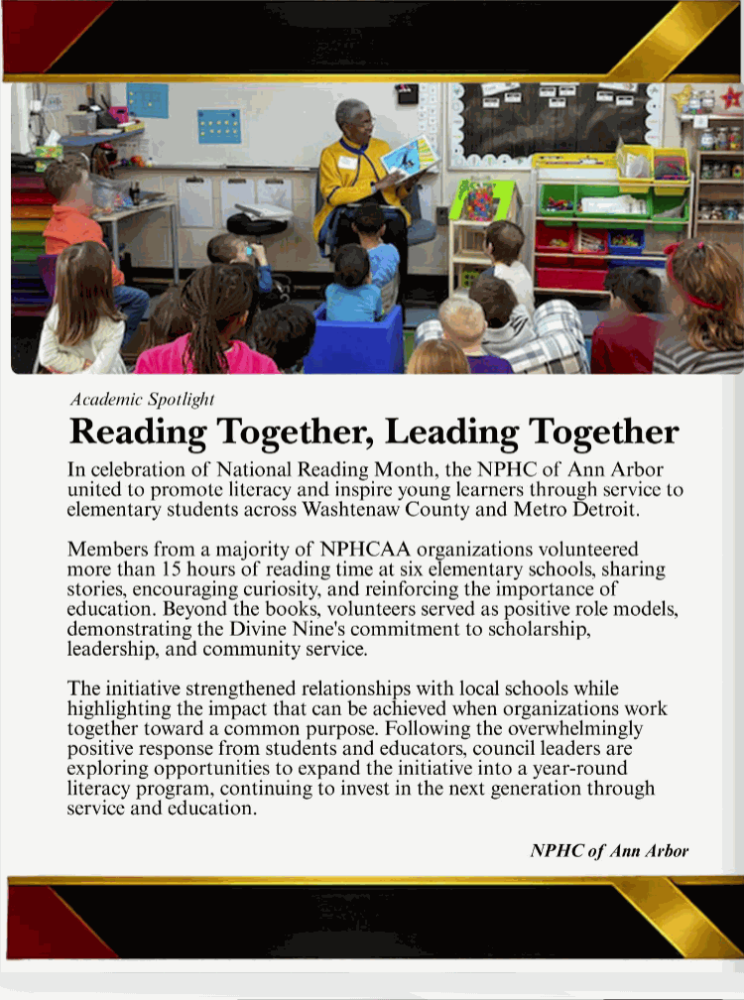 Academic Spotlight
Reading Together, Leading Together
In celebration of National Reading Month, the NPHC of Ann Arbor
united to promote literacy and inspire young learners through service to
elementary students across Washtenaw County and Metro Detroit.
Members from a majority of NPHCAA organizations volunteered
more than 15 hours of reading time at six elementary schools, sharing
stories, encouraging curiosity, and reinforcing the importance of
education. Beyond the books, volunteers served as positive role models,
demonstrating the Divine Nine's commitment to scholarship,
leadership, and community service.
The initiative strengthened relationships with local schools while
highlighting the impact that can be achieved when organizations work
together toward a common purpose. Following the overwhelmingly
positive response from students and educators, council leaders are
exploring opportunities to expand the initiative into a year-round
literacy program, continuing to invest in the next generation through
service and education.
NPHC of Ann Arbor